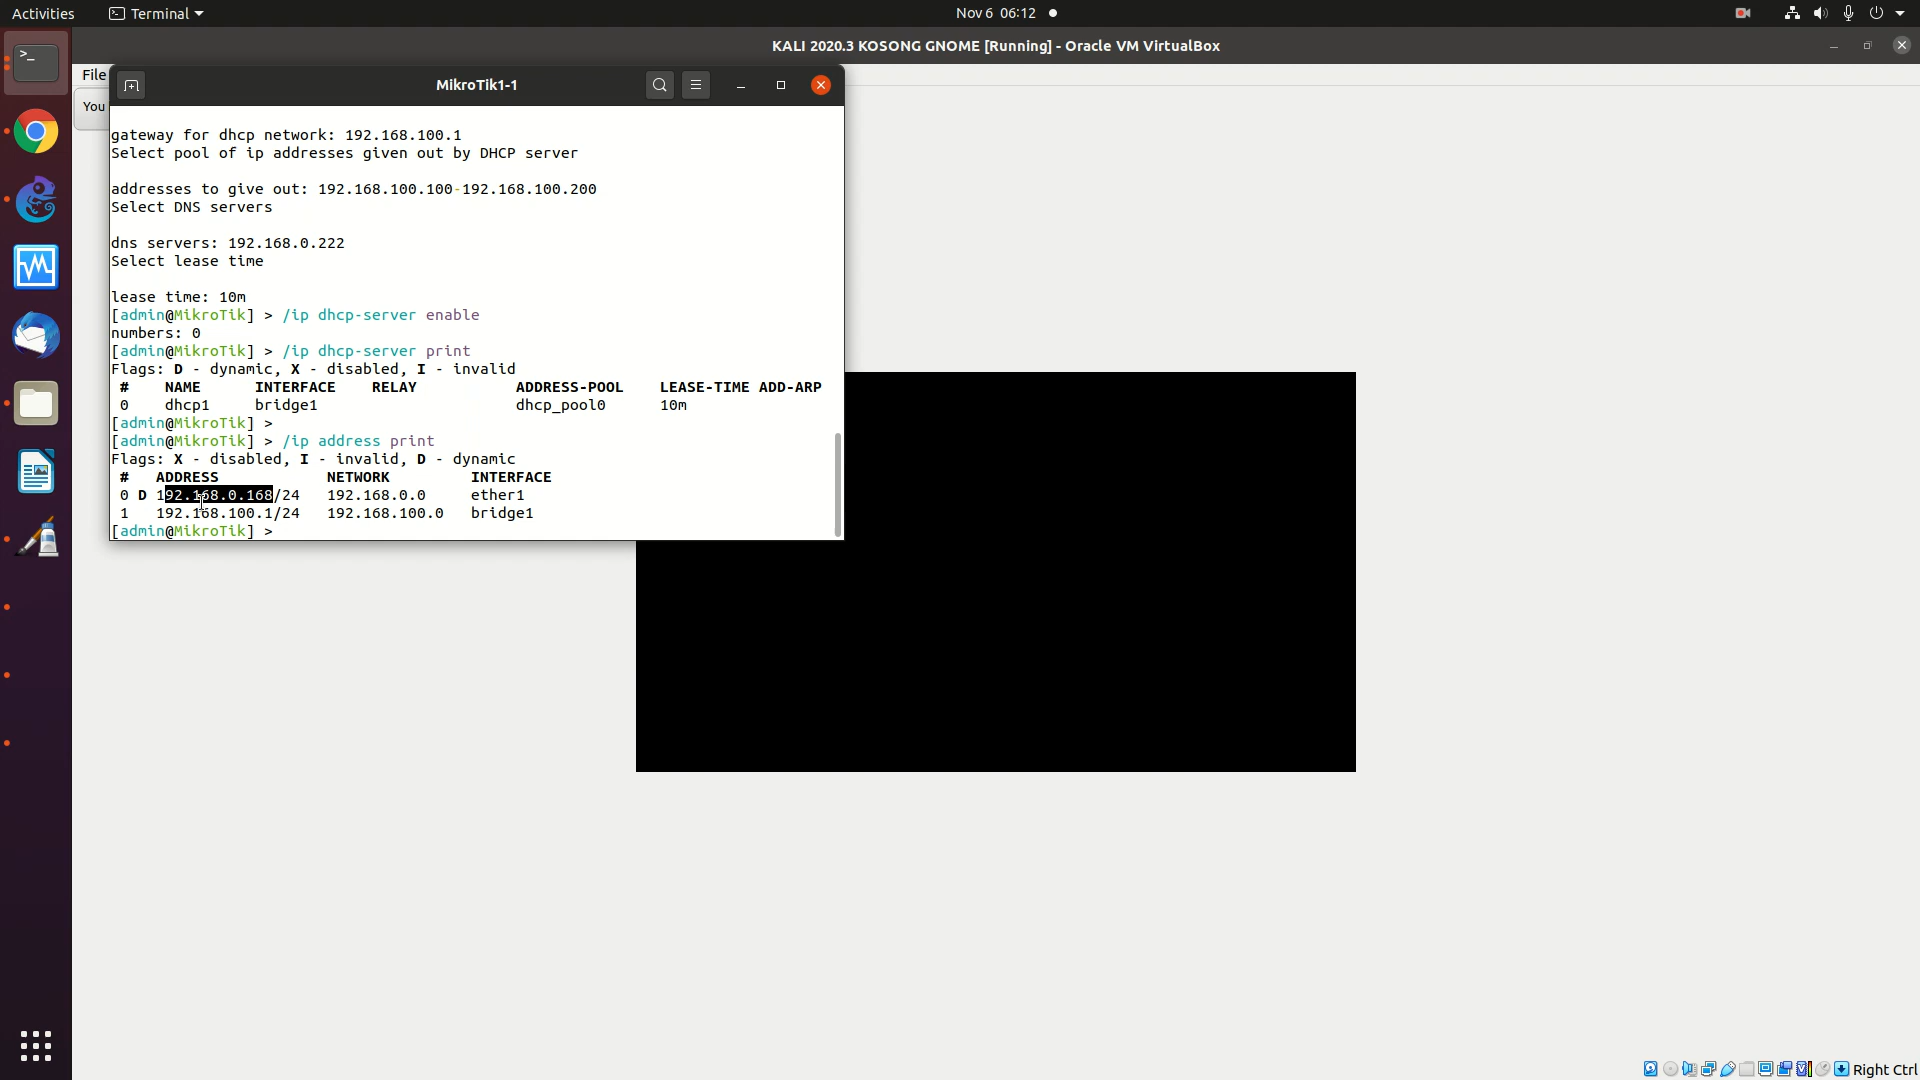 Activities
Terminal
Nov 6 06:12
KALI 2020.3 KOSONG GNOME [Running] - Oracle VM VirtualBox
File
You
MikroTik1-1
gateway for dhcp network: 192.168.100.1
Select pool of ip addresses given out by DHCP server
addresses to give out: 192.168.100.100-192.168.100.200
Select DNS servers
dns servers: 192.168.0.222
Select lease time
lease time: 10m
[admin@MikroTik] > /ip dhcp-server enable
numbers: 0
[admin@MikroTik] > /ip dhcp-server print
Flags: D - dynamic, X - disabled, I - invalid
# NAME INTERFACE RELAY ADDRESS-POOL LEASE-TIME ADD-ARP
0 dhcp1 bridge1 dhcp_pool0 10m
[admin@MikroTik] >
[admin@MikroTik] > /ip address print
Flags: X - disabled, I - invalid, D - dynamic
# ADDRESS NETWORK INTERFACE
0 D 192.168.0.168/24 192.168.0.0 ether1
1 192.168.100.1/24 192.168.100.0 bridge1
[admin@MikroTik] >
Right Ctrl